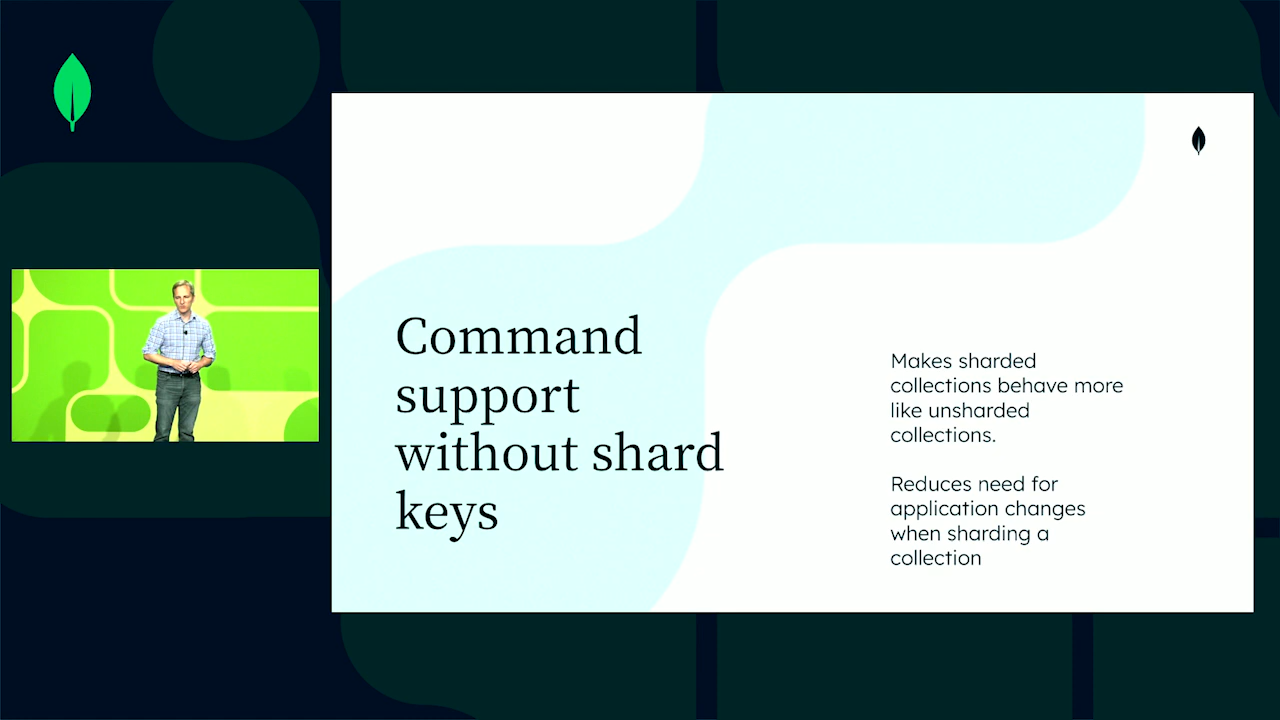 Command
support
without shard
keys
Makes sharded
collections behave more
like unsharded
collections.
Reduces need for
application changes
when sharding a
collection